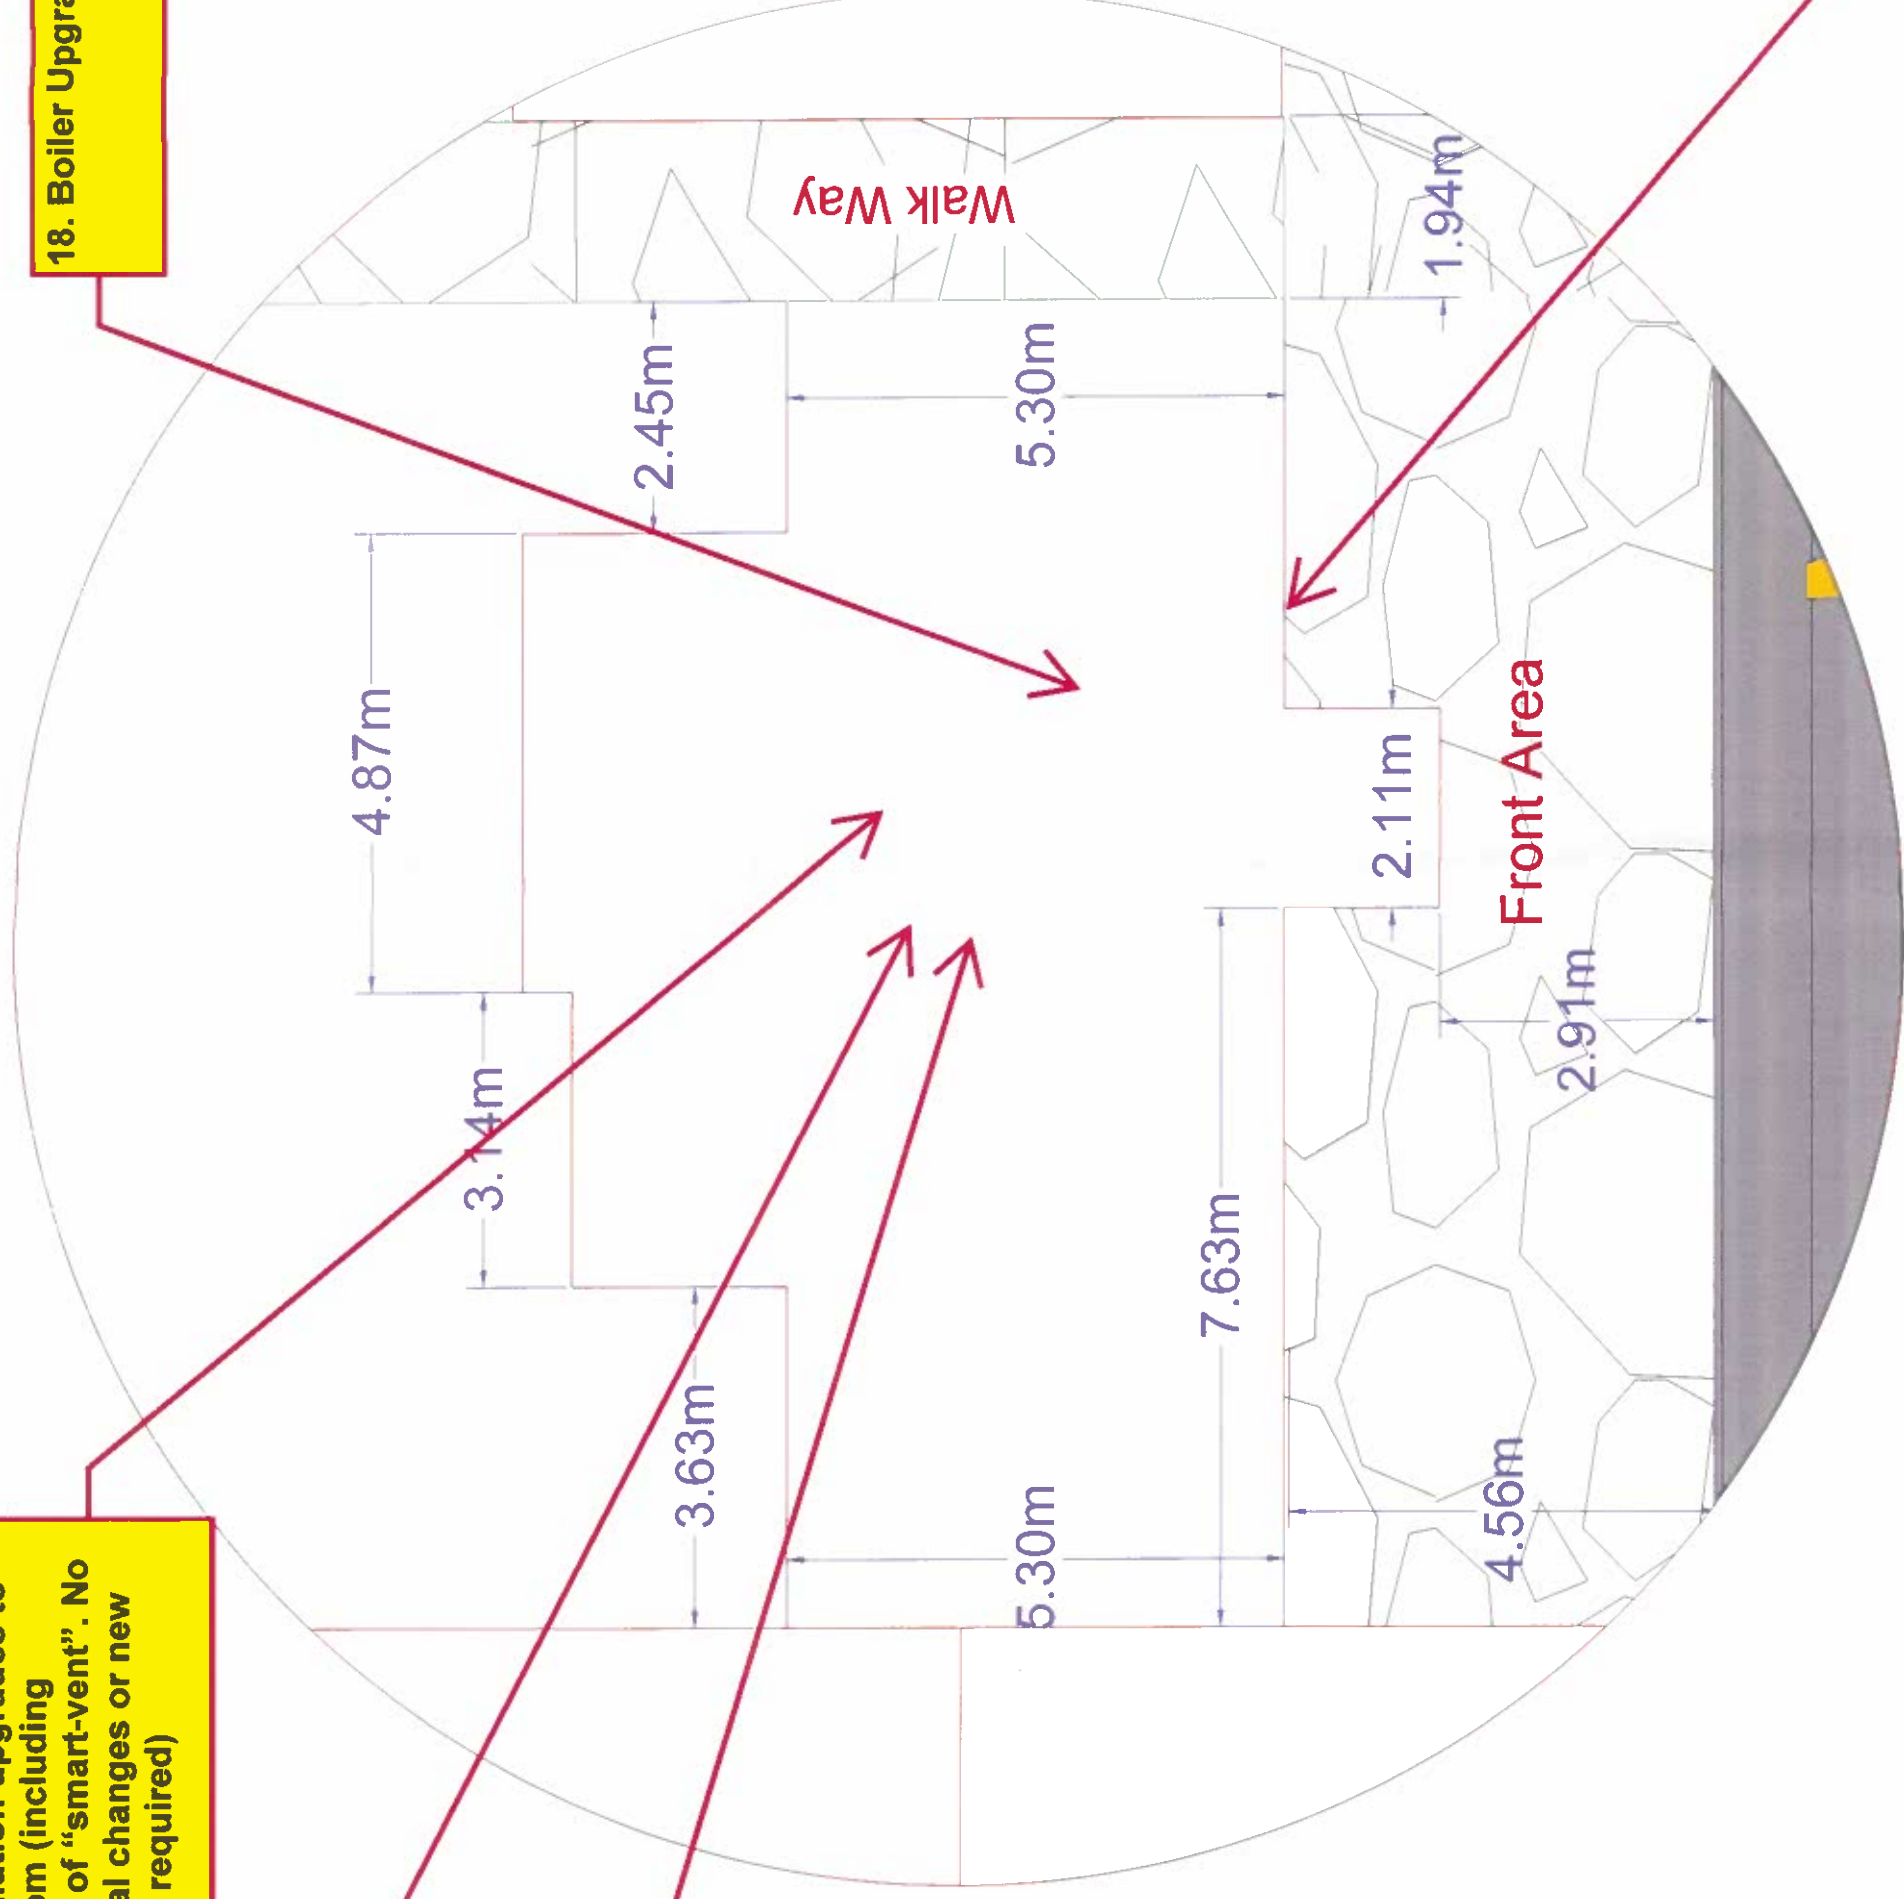 18. Boiler Upgra
om (including
of “smart-vent”. No
al changes or new
required)
Walk Way
1.94m
2.45m
5.30m
4.87m
3.14m
2.11m
Front Area
2.91m
7.63m
3.63m
5.30m
4.56m